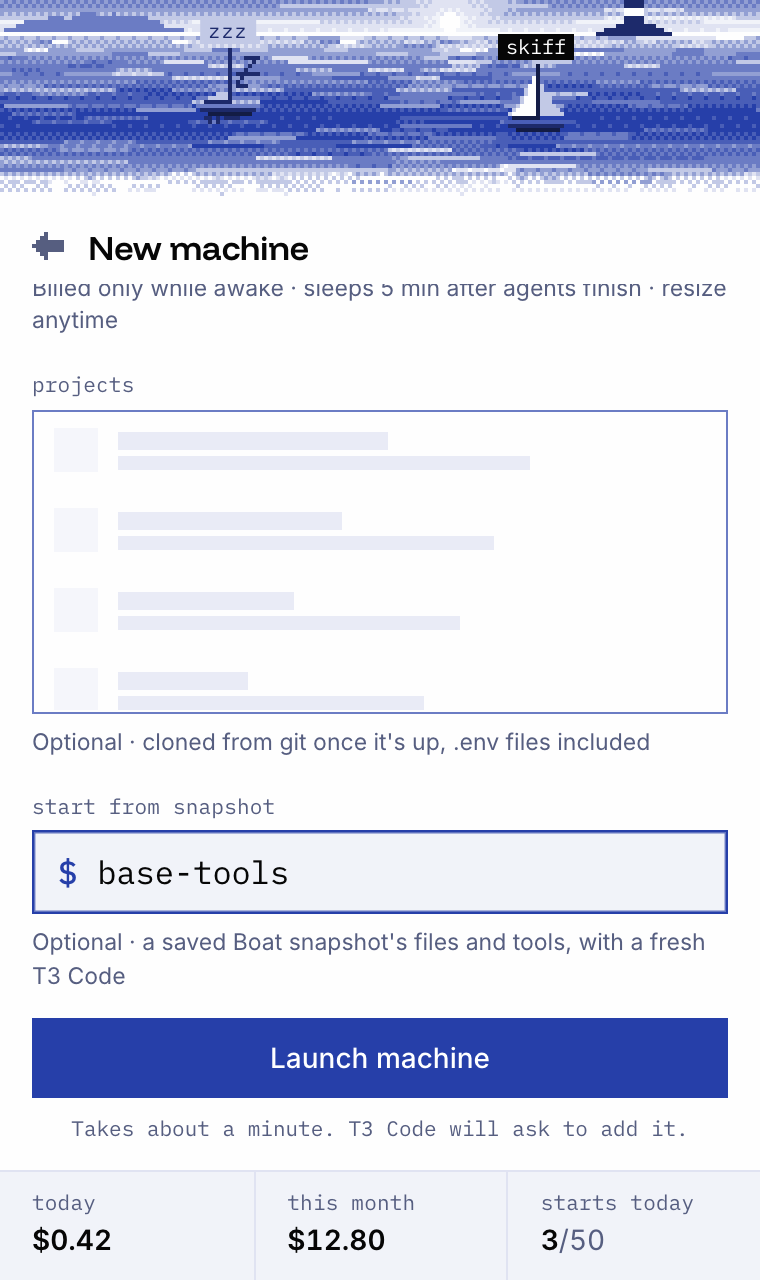 zzz
skiff
New machine
Billed only while awake · sleeps 5 min after agents finish · resize
anytime
projects
Optional · cloned from git once it's up, .env files included
start from snapshot
$ base-tools
Optional · a saved Boat snapshot's files and tools, with a fresh
T3 Code
Launch machine
Takes about a minute. T3 Code will ask to add it.
today
$0.42
this month
$12.80
starts today
3/50